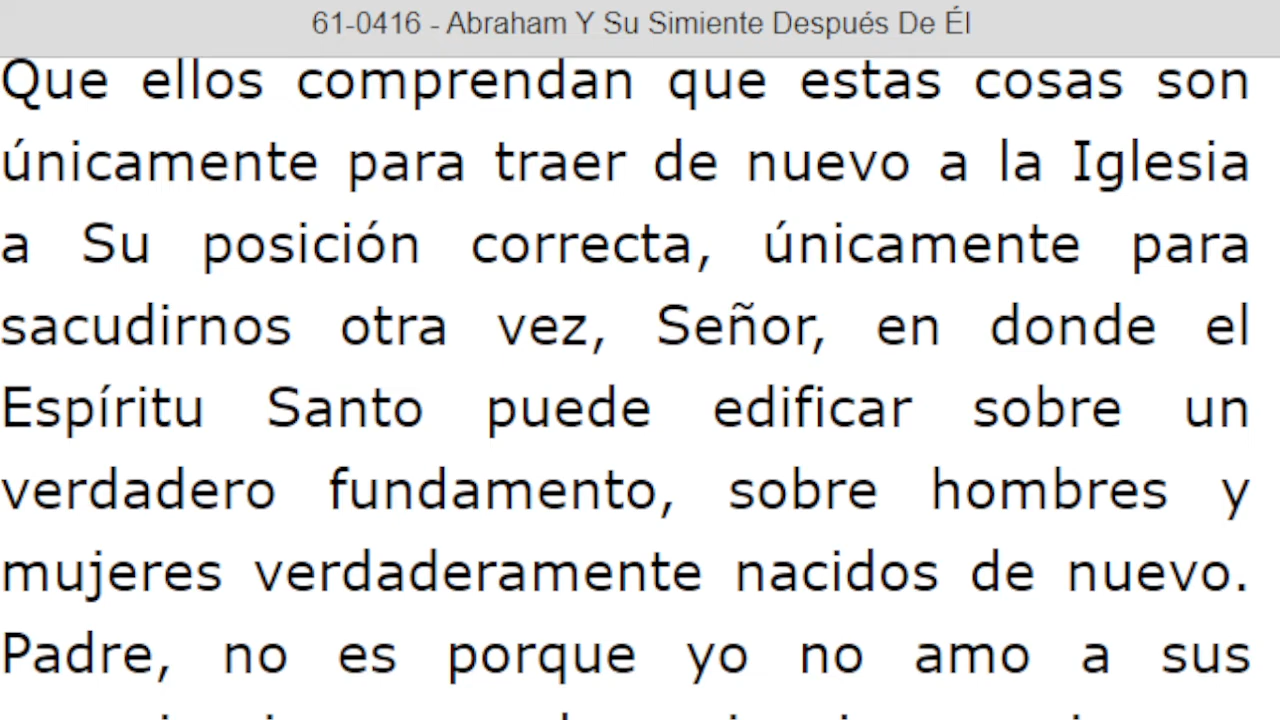 61-0416 - Abraham Y Su Simiente Después De Él
Que ellos comprendan que estas cosas son
únicamente para traer de nuevo a la Iglesia
a Su posición correcta, únicamente para
sacudirnos otra vez, Señor, en donde el
Espíritu Santo puede edificar sobre un
verdadero fundamento, sobre hombres y
mujeres verdaderamente nacidos de nuevo.
Padre, no es porque yo no amo a sus